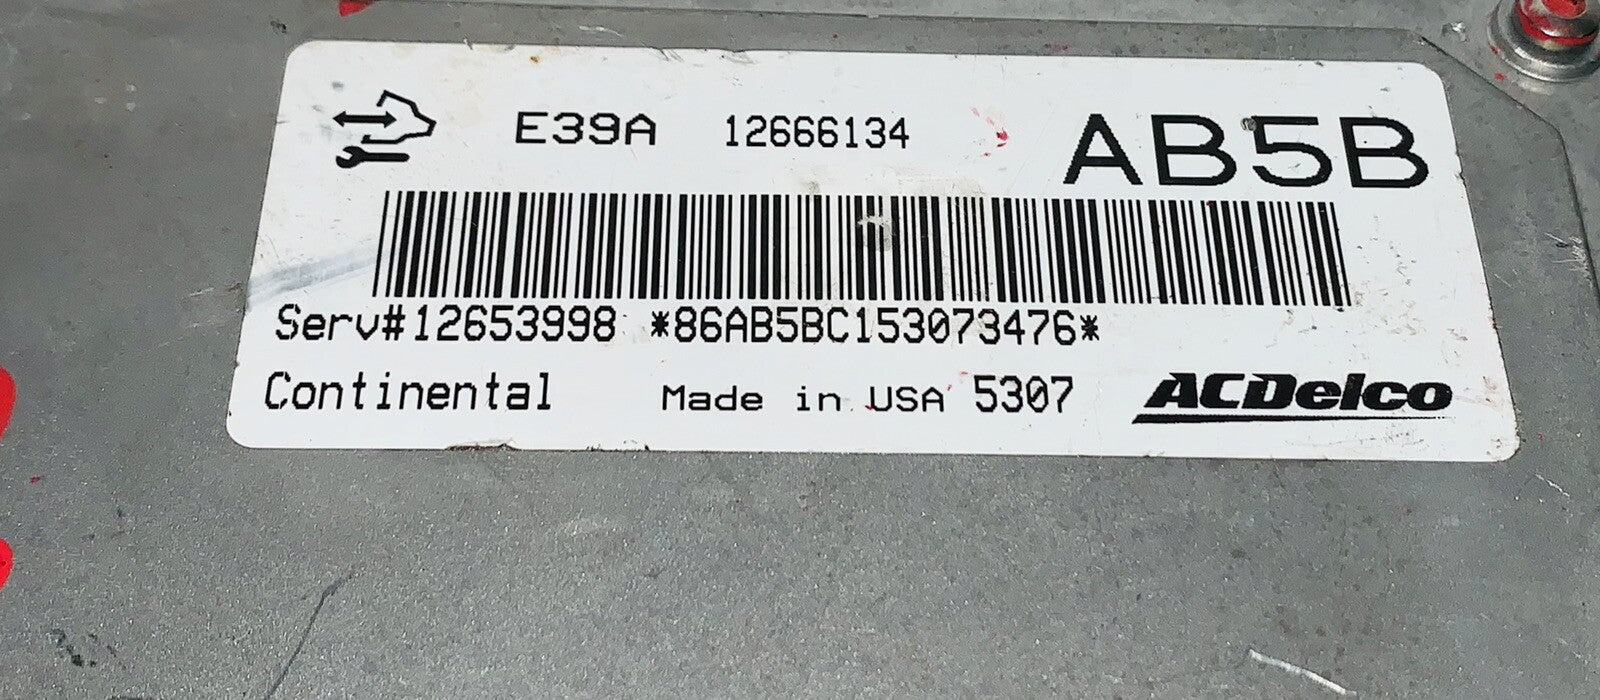 E39A 12666134 AB5B
Serv#12653998 *86AB5BC153073476*
Continental Made in USA 5307 ACDelco